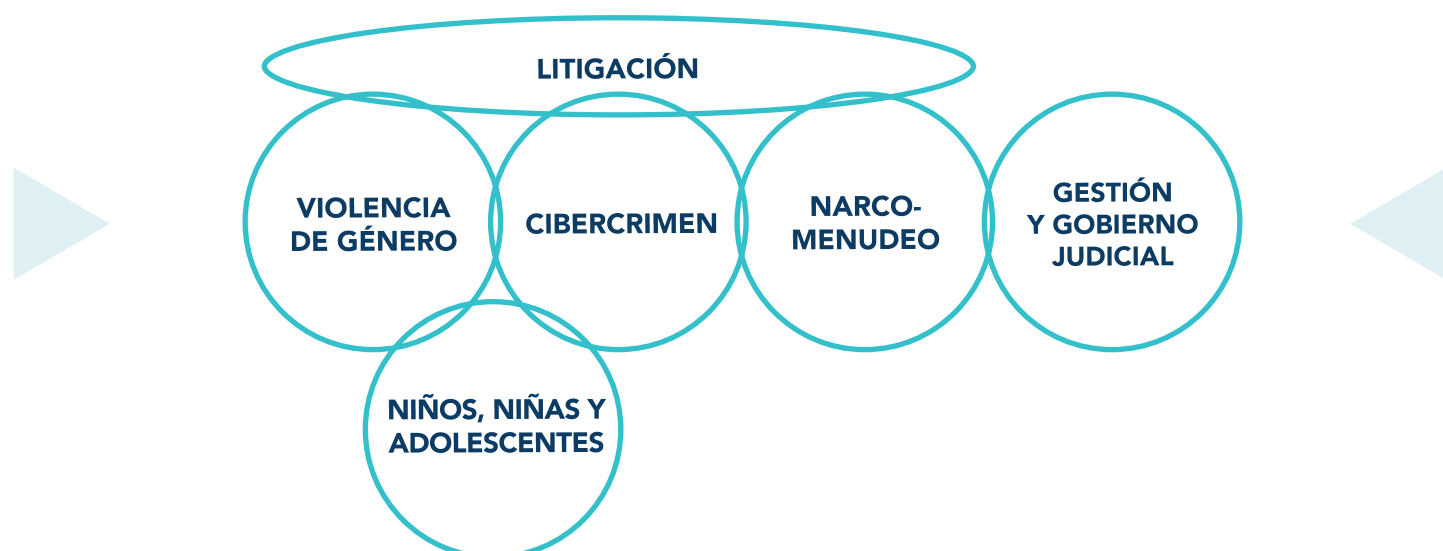 LITIGACIÓN
VIOLENCIA
DE GÉNERO
CIBERCRIMEN
NARCO-
MENUDEO
GESTIÓN
Y GOBIERNO
JUDICIAL
NIÑOS, NIÑAS Y
ADOLESCENTES